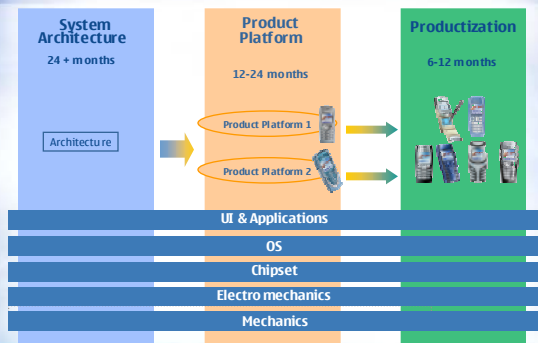 System
Architecture
24 + months
Architecture
Product
Platform
12-24 months
Product Platform 1
Product Platform 2
Productization
6-12 months
UI & Applications
OS
Chipset
Electro mechanics
Mechanics